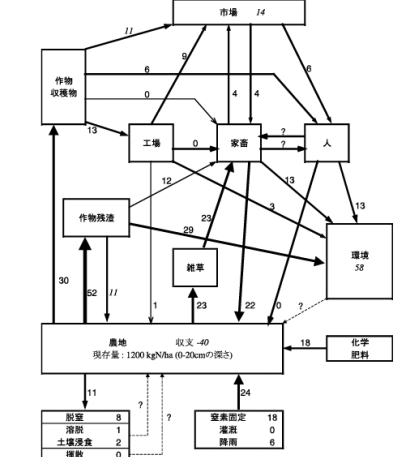 市場 14
11
6
9
作物
収穫物
6
0
4
4
13
工場
0
家畜
?
?
人
12
3
13
13
作物残渣
29
23
環境
58
雑草
30
52
11
1
23
22
0
?
農地 収支 -40
現存量 : 1200 kgN/ha (0-20cmの深さ)
18
化学
肥料
11
?
?
24
脱窒 8
溶脱 1
土壌浸食 2
揮散 0
窒素固定 18
灌漑 0
降雨 6